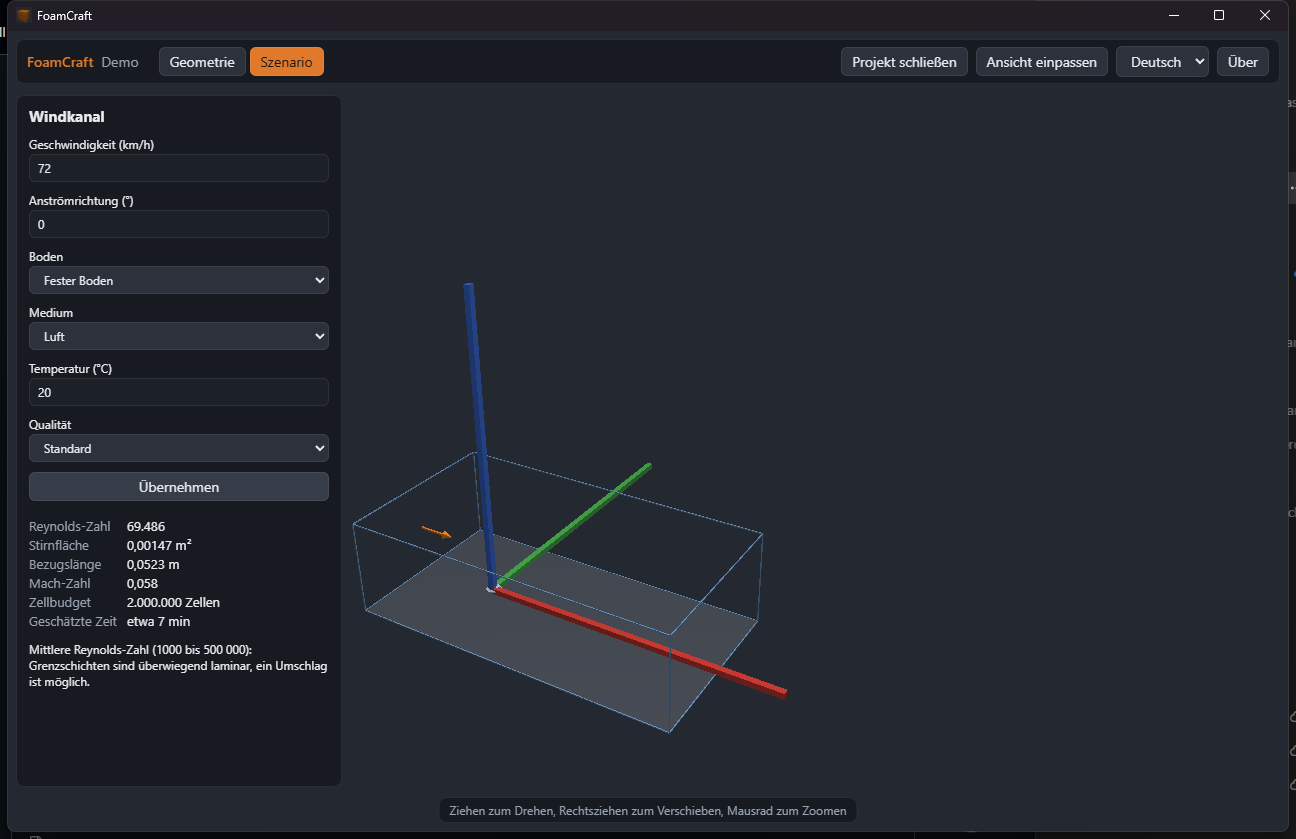 FoamCraft
FoamCraft Demo Geometrie Szenario Projekt schließen Ansicht einpassen Deutsch Über
Windkanal
Geschwindigkeit (km/h)
72
Anströmrichtung (°)
0
Boden
Fester Boden
Medium
Luft
Temperatur (°C)
20
Qualität
Standard
Übernehmen
Reynolds-Zahl 69.486
Stirnfläche 0,00147 m²
Bezugslänge 0,0523 m
Mach-Zahl 0,058
Zellbudget 2.000.000 Zellen
Geschätzte Zeit etwa 7 min
Mittlere Reynolds-Zahl (1000 bis 500 000):
Grenzschichten sind überwiegend laminar, ein Umschlag
ist möglich.
Ziehen zum Drehen, Rechtsziehen zum Verschieben, Mausrad zum Zoomen